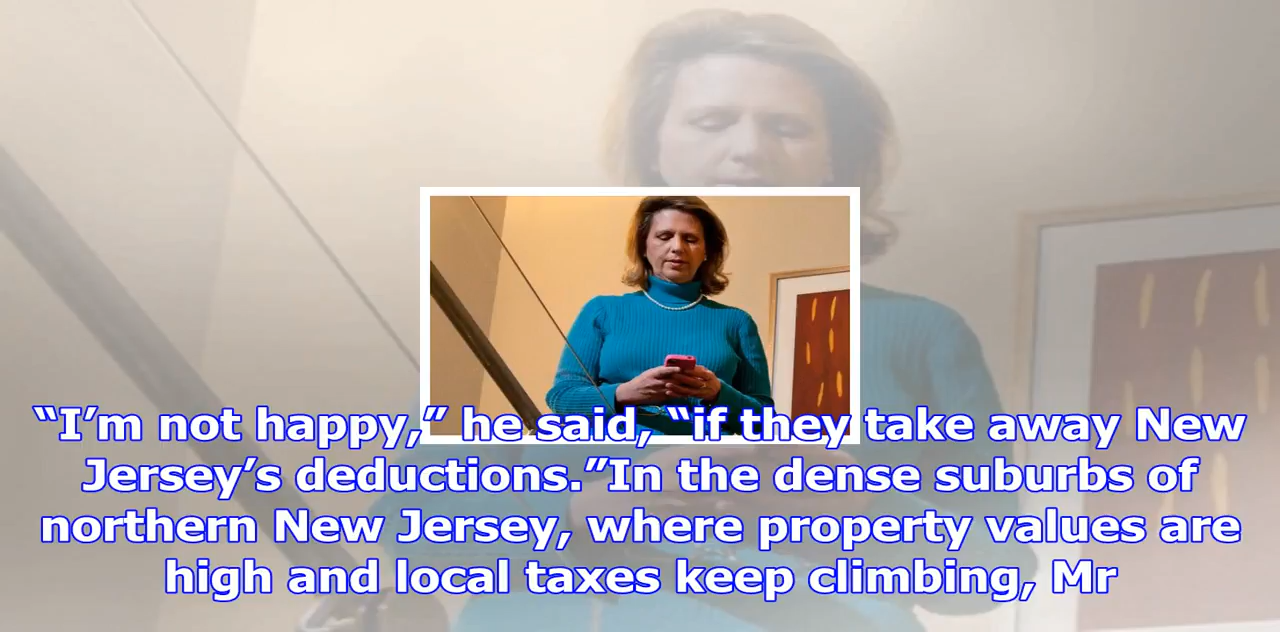 “I’m not happy,” he said, “if they take away New
Jersey’s deductions.”In the dense suburbs of
northern New Jersey, where property values are
high and local taxes keep climbing, Mr